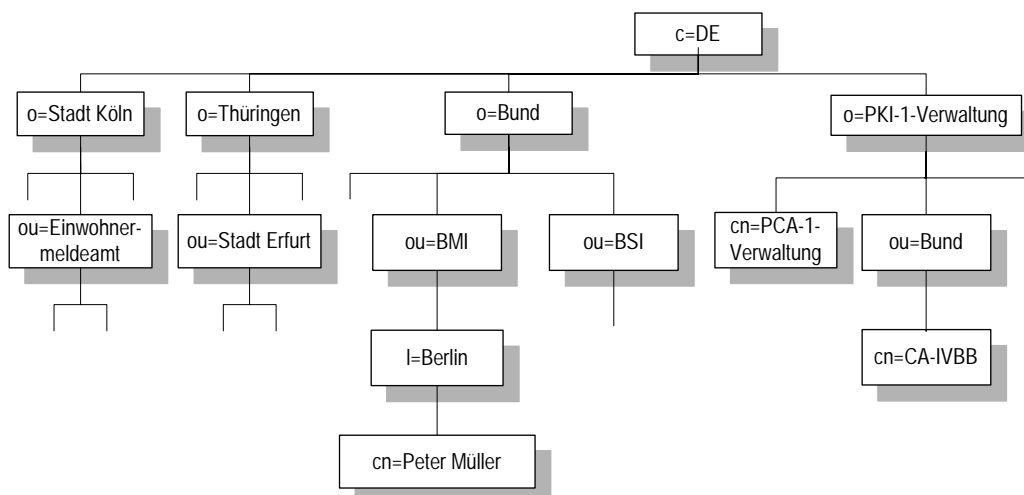 c=DE
o=Stadt Köln
o=Thüringen
o=Bund
o=PKI-1-Verwaltung
ou=Einwohner-
meldeamt
ou=Stadt Erfurt
ou=BMI
ou=BSI
cn=PCA-1-
Verwaltung
ou=Bund
l=Berlin
cn=CA-IVBB
cn=Peter Müller